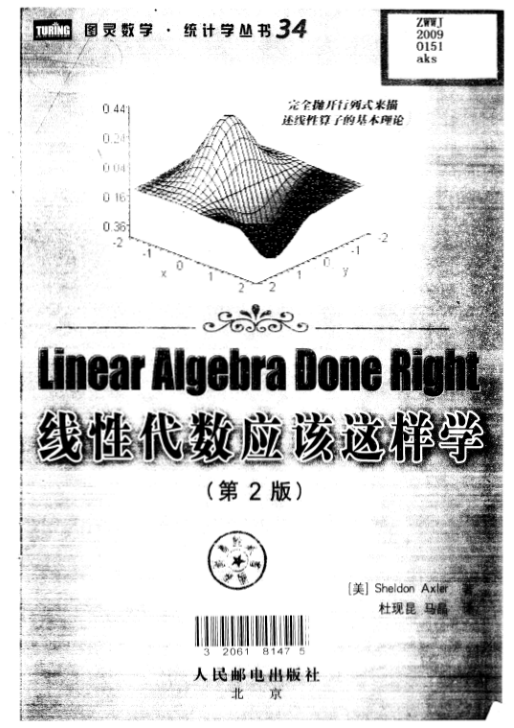 TURING 图灵数学·统计学丛书 34
ZWWJ
2009
0151
aks
完全抛开行列式来描
述线性算子的基本理论
0.44
0.24
0.04
0.16
0.36
-2
-1
x
0
1
2
-2
-1
0
y
1
2
Linear Algebra Done Right
线性代数应该这样学
(第 2 版)
[美] Sheldon Axler 著
杜现昆 马晶 译
3 2061 8147 5
人民邮电出版社
北 京